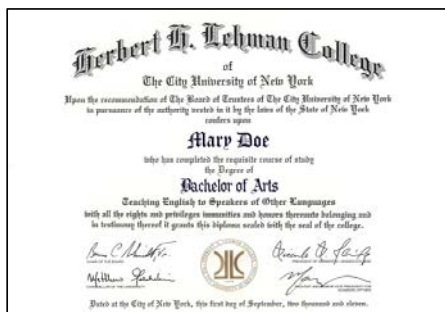 Herbert H. Lehman College
of
The City University of New York
Upon the recommendation of The Board of Trustees of The City University of New York
in pursuance of the authority vested in it by the laws of the State of New York
confers upon
Mary Doe
who has completed the requisite course of study
the Degree of
Bachelor of Arts
Teaching English to Speakers of Other Languages
with all the rights and privileges immunities and honors thereunto belonging and
in testimony thereof it grants this diploma sealed with the seal of the college.
Dated at the City of New York, this first day of September, two thousand and eleven.